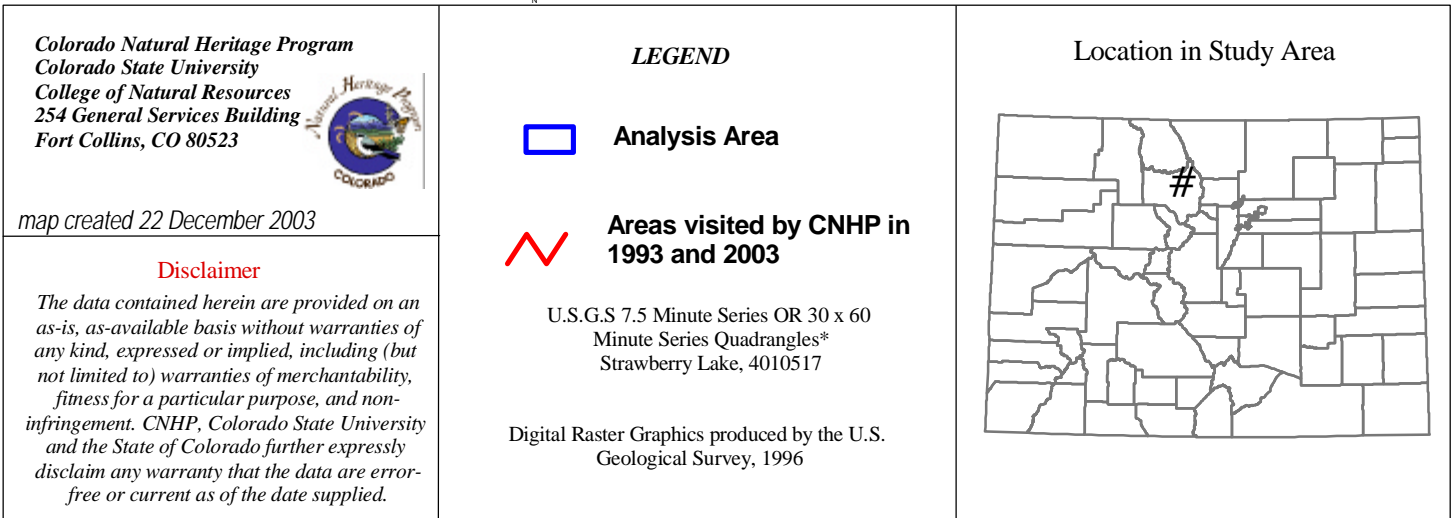 N
Colorado Natural Heritage Program
Colorado State University
College of Natural Resources
254 General Services Building
Fort Collins, CO 80523
Natural Heritage Program
COLORADO
map created 22 December 2003
Disclaimer
The data contained herein are provided on an
as-is, as-available basis without warranties of
any kind, expressed or implied, including (but
not limited to) warranties of merchantability,
fitness for a particular purpose, and non-
infringement. CNHP, Colorado State University
and the State of Colorado further expressly
disclaim any warranty that the data are error-
free or current as of the date supplied.
LEGEND
Analysis Area
Areas visited by CNHP in
1993 and 2003
U.S.G.S 7.5 Minute Series OR 30 x 60
Minute Series Quadrangles*
Strawberry Lake, 4010517
Digital Raster Graphics produced by the U.S.
Geological Survey, 1996
Location in Study Area
#